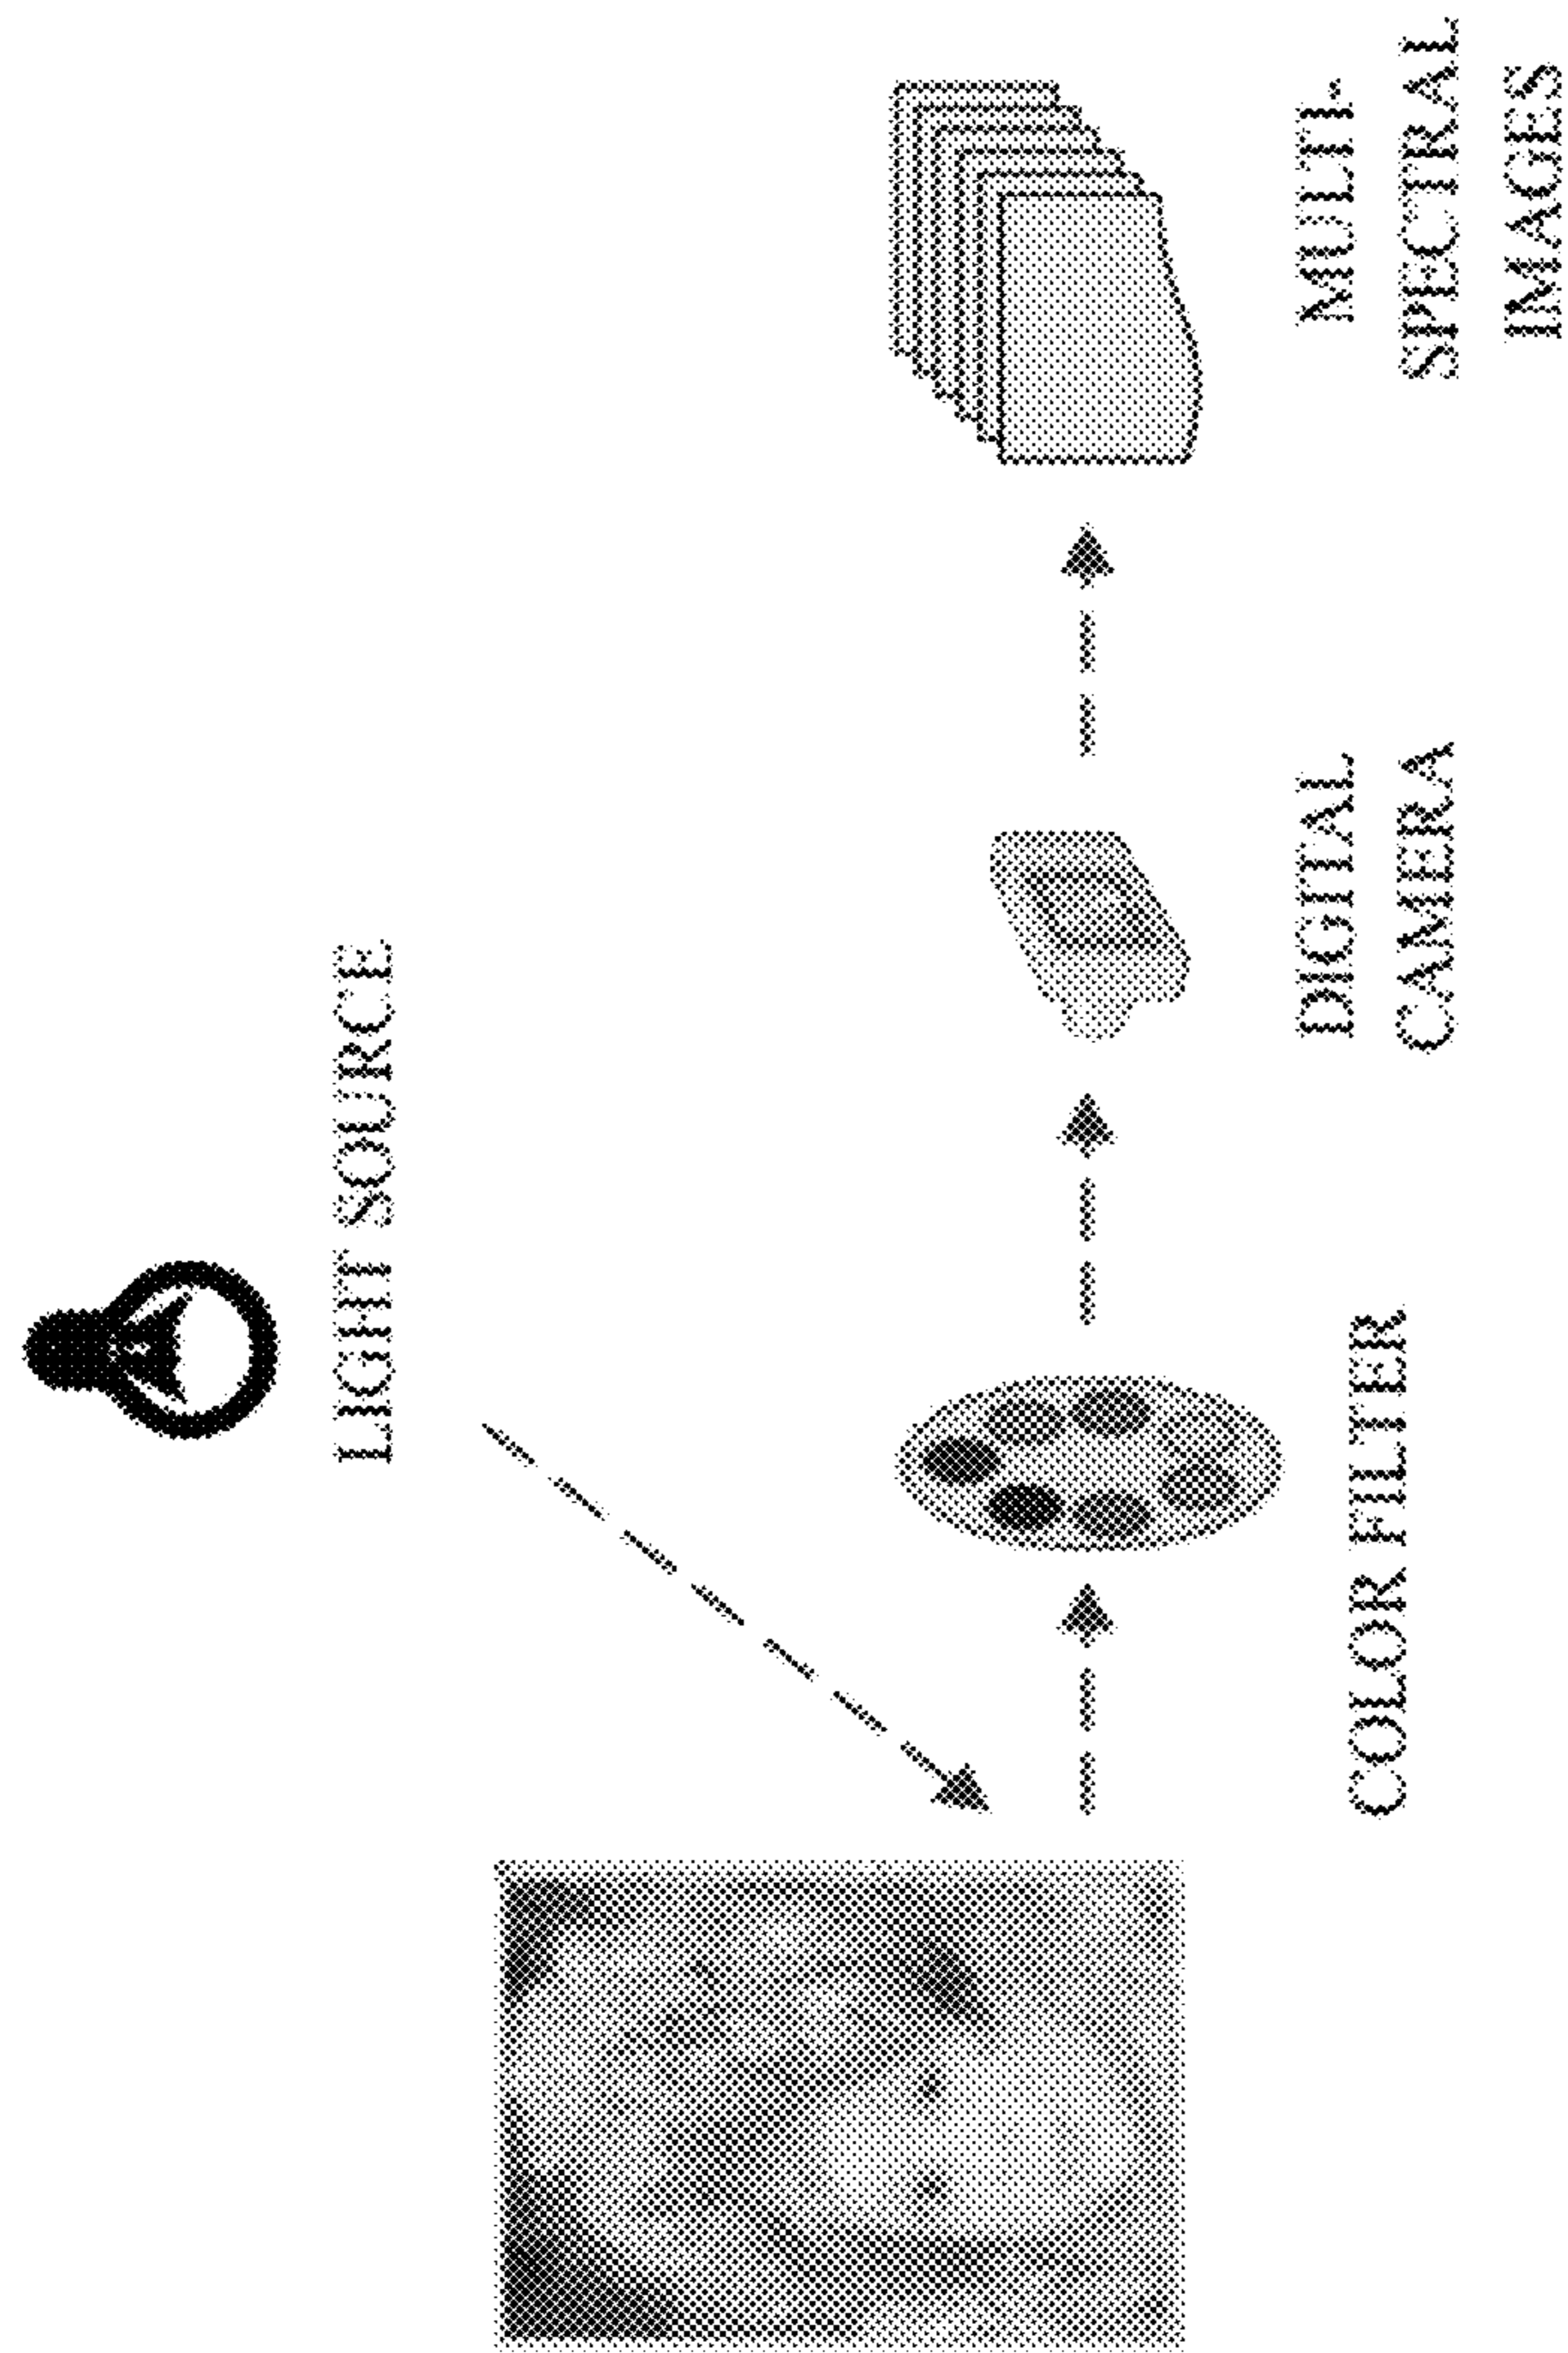 LIGHT SOURCE
COLOR FILTER
DIGITAL
CAMERA
MULTI-
SPECTRAL
IMAGES